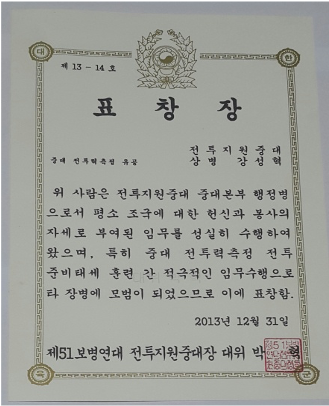 대 한
제 13 - 14 호
표 창 장
전투지원중대
중대 전투력측정 유공
상병 강성혁
위 사람은 전투지원중대 중대본부 행정병
으로서 평소 조국에 대한 헌신과 봉사의
자세로 부여된 임무를 성실히 수행하여
왔으며, 특히 중대 전투력측정 전투
준비태세 훈련 간 적극적인 임무수행으로
타 장병에 모범이 되었으므로 이에 표창함.
2013년 12월 31일
제51보병연대 전투지원중대장 대위 박 혁
국 군